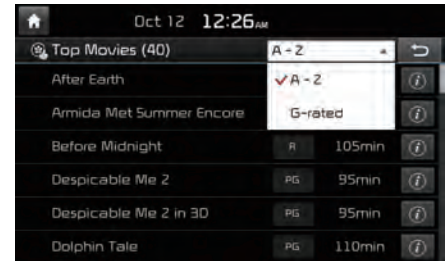 Oct 12 12:26AM
Top Movies (40) A - Z
After Earth A - Z
Armida Met Summer Encore G-rated
Before Midnight R 105min
Despicable Me 2 PG 95min
Despicable Me 2 in 3D PG 95min
Dolphin Tale PG 110min